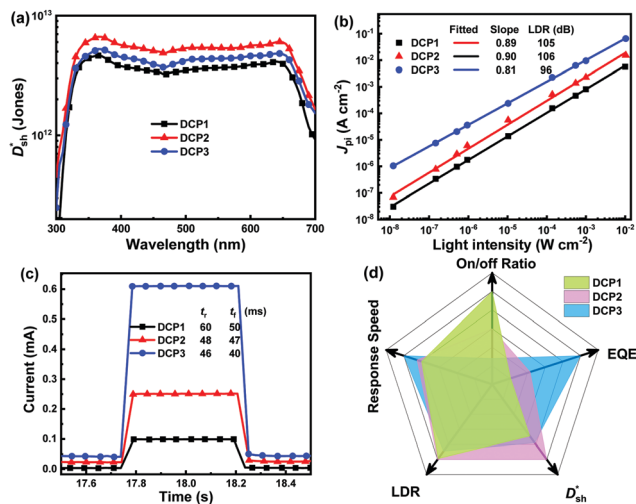 (a)
10¹³
10¹²
D*sh (Jones)
DCP1
DCP2
DCP3
300 400 500 600 700
Wavelength (nm)
(b)
Fitted Slope LDR (dB)
DCP1 0.89 105
DCP2 0.90 106
DCP3 0.81 96
10⁰
10⁻¹
10⁻²
10⁻³
10⁻⁴
10⁻⁵
10⁻⁶
10⁻⁷
10⁻⁸
Jpi (A cm⁻²)
10⁻⁸ 10⁻⁷ 10⁻⁶ 10⁻⁵ 10⁻⁴ 10⁻³ 10⁻² 10⁻¹
Light intensity (W cm⁻²)
(c)
tr tf (ms)
DCP1 60 50
DCP2 48 47
DCP3 46 40
0.6
0.5
0.4
0.3
0.2
0.1
0.0
Current (mA)
17.6 17.8 18.0 18.2 18.4
Time (s)
(d)
On/off Ratio
DCP1
DCP2
DCP3
Response Speed
EQE
LDR
D*sh